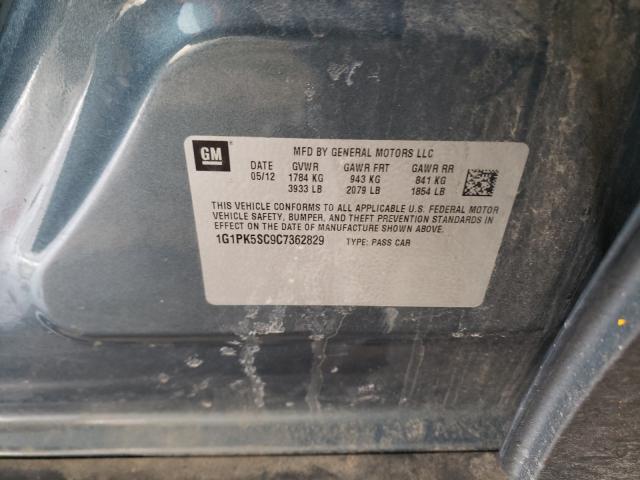 GM
MFD BY GENERAL MOTORS LLC
DATE GVWR GAWR FRT GAWR RR
05/12 1784 KG 943 KG 841 KG
3933 LB 2079 LB 1854 LB
THIS VEHICLE CONFORMS TO ALL APPLICABLE U.S. FEDERAL MOTOR
VEHICLE SAFETY, BUMPER, AND THEFT PREVENTION STANDARDS
IN EFFECT ON THE DATE OF MANUFACTURE SHOWN ABOVE.
1G1PK5SC9C7362829 TYPE: PASS CAR